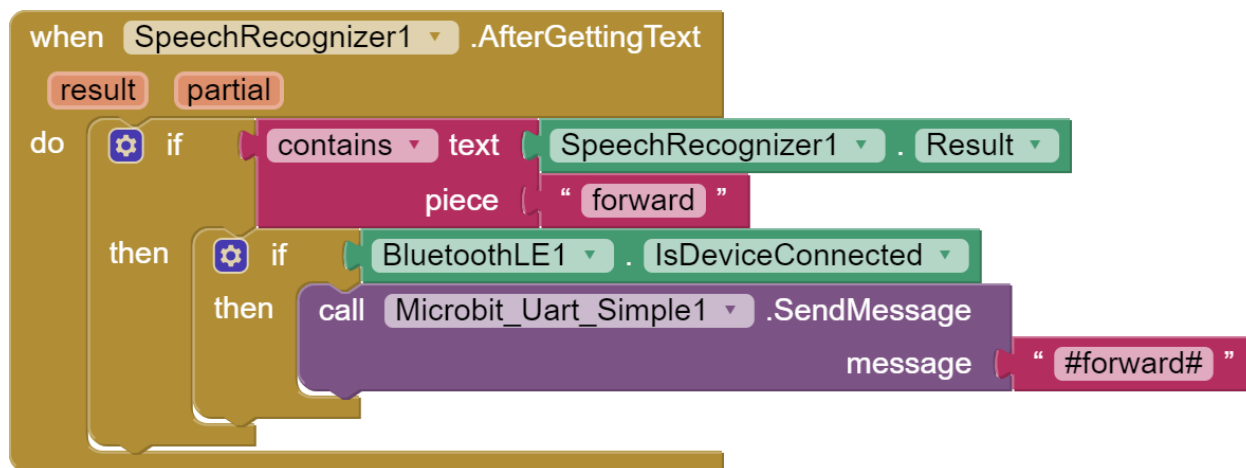 when SpeechRecognizer1 .AfterGettingText
result partial
do if contains text SpeechRecognizer1 . Result
piece “ forward ”
then if BluetoothLE1 . IsDeviceConnected
then call Microbit_Uart_Simple1 .SendMessage
message “ #forward# ”